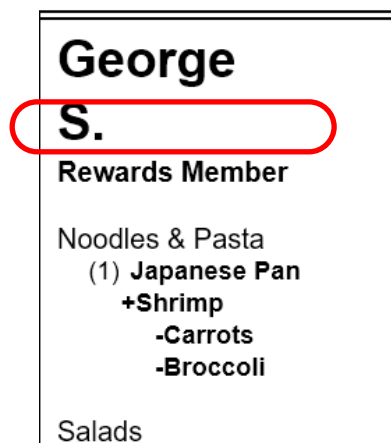 George
S.
Rewards Member
Noodles & Pasta
(1) Japanese Pan
+Shrimp
-Carrots
-Broccoli
Salads